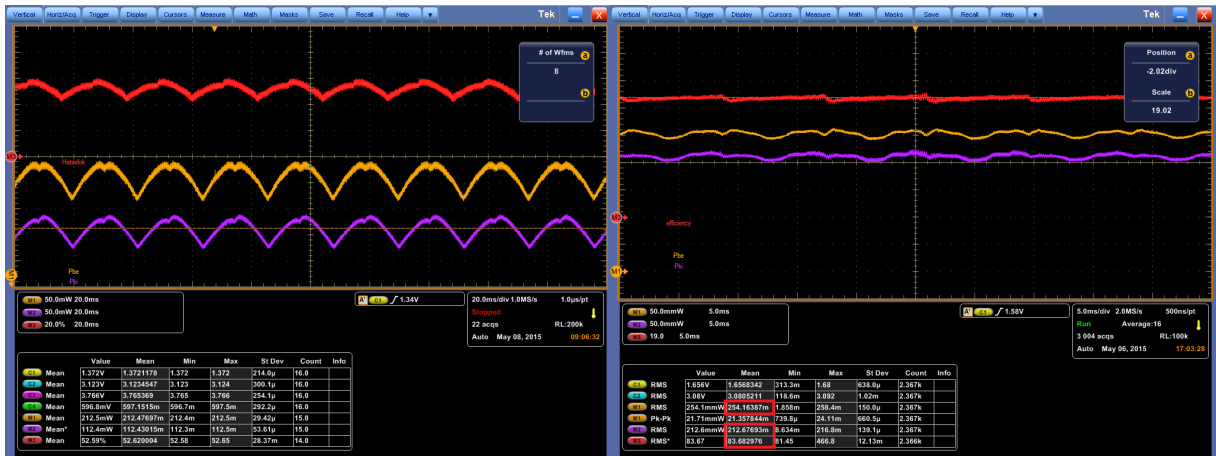 Vertical Horiz/Acq Trigger Display Cursors Measure Math Masks Save Recall Help Tek X
# of Wfms a
8
b
M3
Hatásfok
Pbe
Pki
M1 50.0mW 20.0ms
M2 50.0mW 20.0ms
M3 20.0% 20.0ms
A' C1 1.34V
20.0ms/div 1.0MS/s 1.0µs/pt
Stopped
22 acqs RL:200k
Auto May 08, 2015 09:06:32
Value Mean Min Max St Dev Count Info
C1 Mean 1.372V 1.3721178 1.372 1.372 214.0µ 16.0
C2 Mean 3.123V 3.1234547 3.123 3.124 300.1µ 16.0
C3 Mean 3.766V 3.765369 3.765 3.766 254.1µ 16.0
C4 Mean 596.8mV 597.1515m 596.7m 597.5m 292.2µ 16.0
M1 Mean 212.5mW 212.47697m 212.4m 212.5m 29.42µ 15.0
M2 Mean* 112.4mW 112.43015m 112.3m 112.5m 53.61µ 15.0
M3 Mean 52.59% 52.620004 52.58 52.65 28.37m 14.0
Vertical Horiz/Acq Trigger Display Cursors Measure Math Masks Save Recall Help Tek X
Position a
-2.02div
Scale b
19.02
M3
efficiency
Pbe
Pki
M1
M1 50.0mmW 5.0ms
M2 50.0mmW 5.0ms
M3 19.0 5.0ms
A' C1 1.58V
5.0ms/div 2.0MS/s 500ns/pt
Run Average:16
3 004 acqs RL:100k
Auto May 06, 2015 17:03:28
Value Mean Min Max St Dev Count Info
C1 RMS 1.656V 1.6568342 313.3m 1.68 638.0µ 2.367k
C2 RMS 3.08V 3.0805211 118.6m 3.092 1.02m 2.367k
M1 RMS 254.1mmW 254.16387m 1.858m 258.4m 150.0µ 2.367k
M1 Pk-Pk 21.71mmW 21.357844m 739.8µ 24.11m 660.5µ 2.367k
M2 RMS 212.6mmW 212.67693m 8.634m 216.8m 139.1µ 2.367k
M3 RMS* 83.67 83.682976 81.45 466.8 12.13m 2.366k